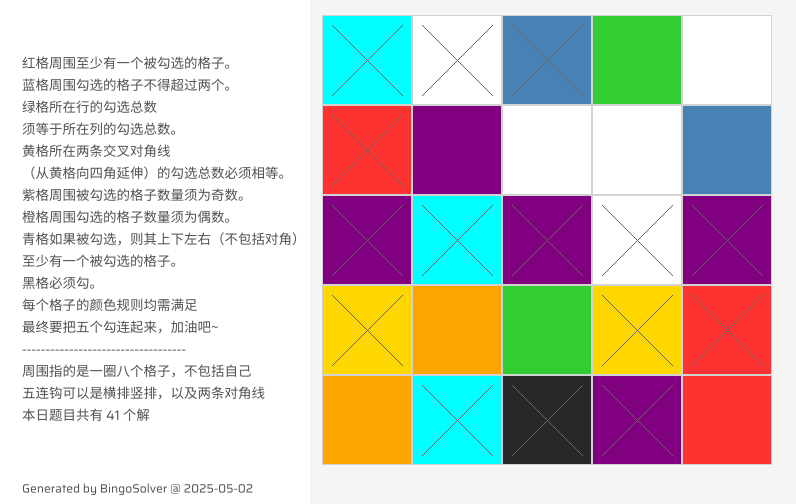 红格周围至少有一个被勾选的格子。
蓝格周围勾选的格子不得超过两个。
绿格所在行的勾选总数
须等于所在列的勾选总数。
黄格所在两条交叉对角线
（从黄格向四角延伸）的勾选总数必须相等。
紫格周围被勾选的格子数量须为奇数。
橙格周围勾选的格子数量须为偶数。
青格如果被勾选，则其上下左右（不包括对角）
至少有一个被勾选的格子。
黑格必须勾。
每个格子的颜色规则均需满足
最终要把五个勾连起来，加油吧~
-----------------------------------
周围指的是一圈八个格子，不包括自己
五连钩可以是横排竖排，以及两条对角线
本日题目共有 41 个解
Generated by BingoSolver @ 2025-05-02